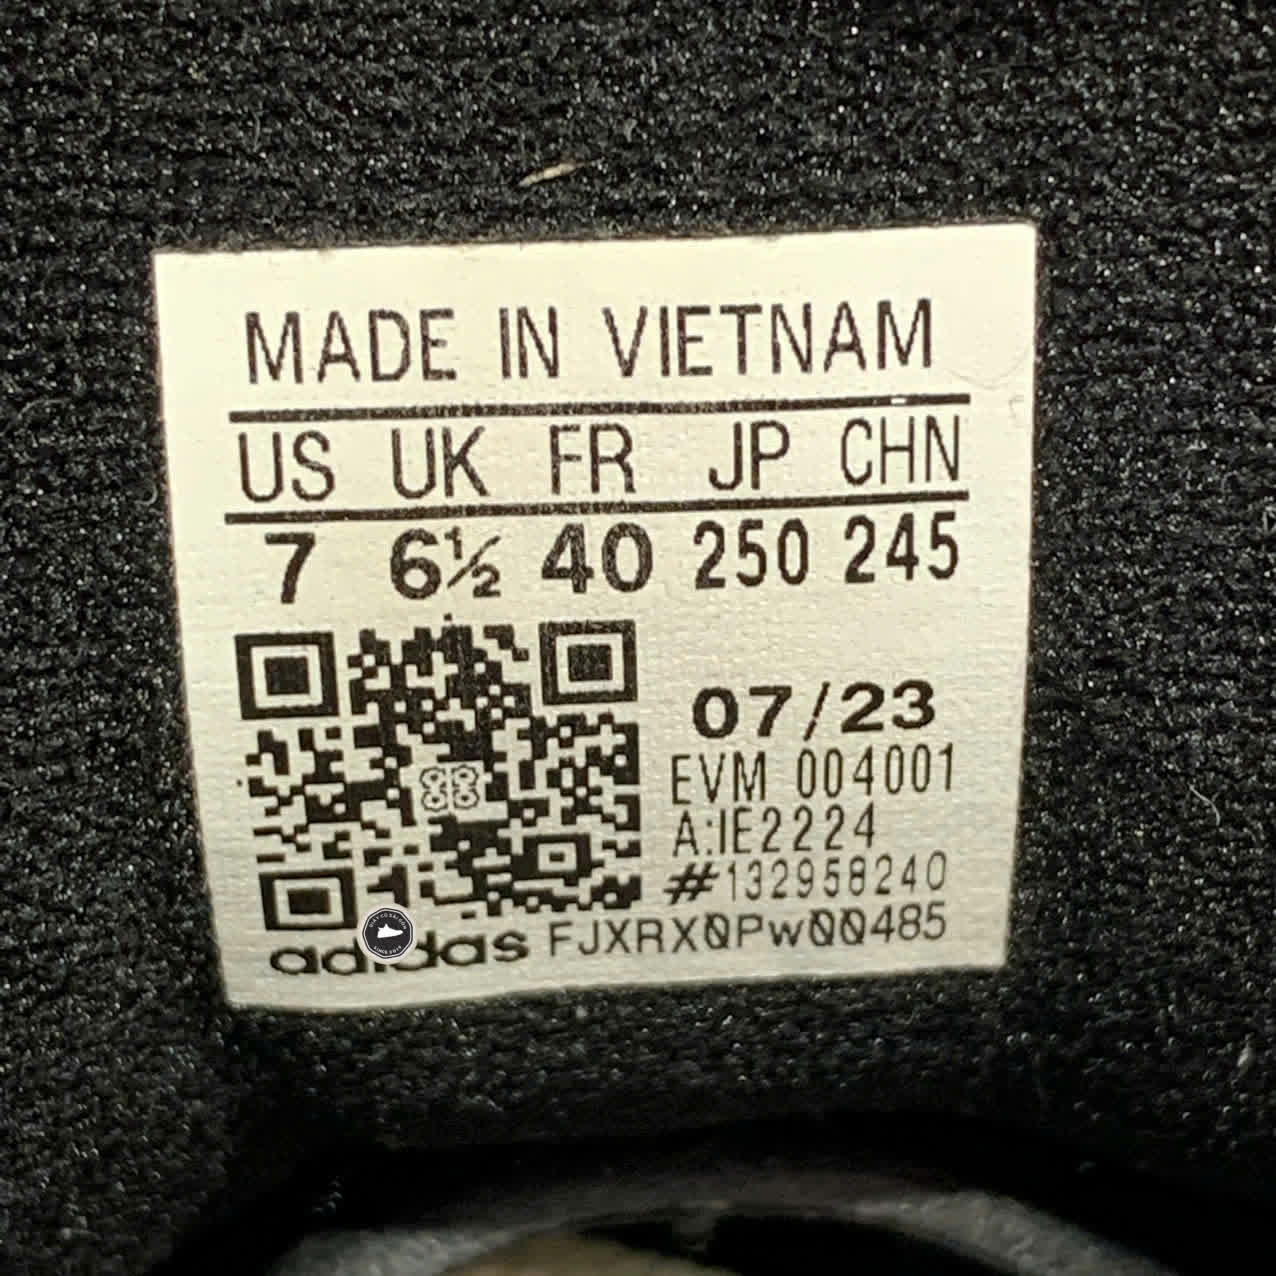 MADE IN VIETNAM
US UK FR JP CHN
7 6½ 40 250 245
07/23
EVM 004001
A:IE2224
#132958240
adidas FJXRX0Pw00485